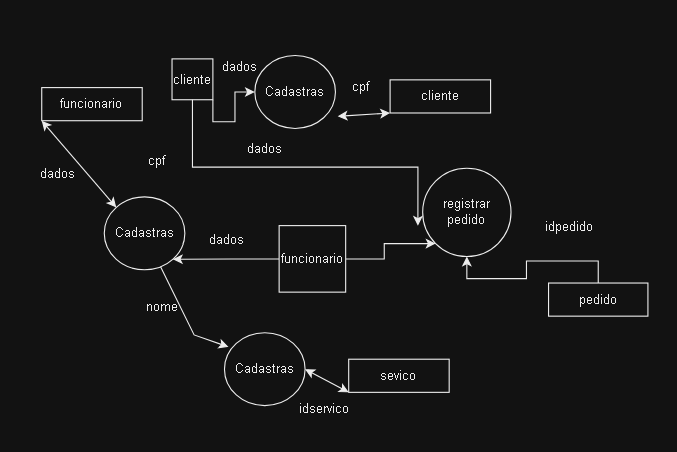 dados
cliente
Cadastras
cpf
cliente
funcionario
dados
cpf
dados
registrar
pedido
Cadastras
dados
idpedido
funcionario
pedido
nome
Cadastras
sevico
idservico